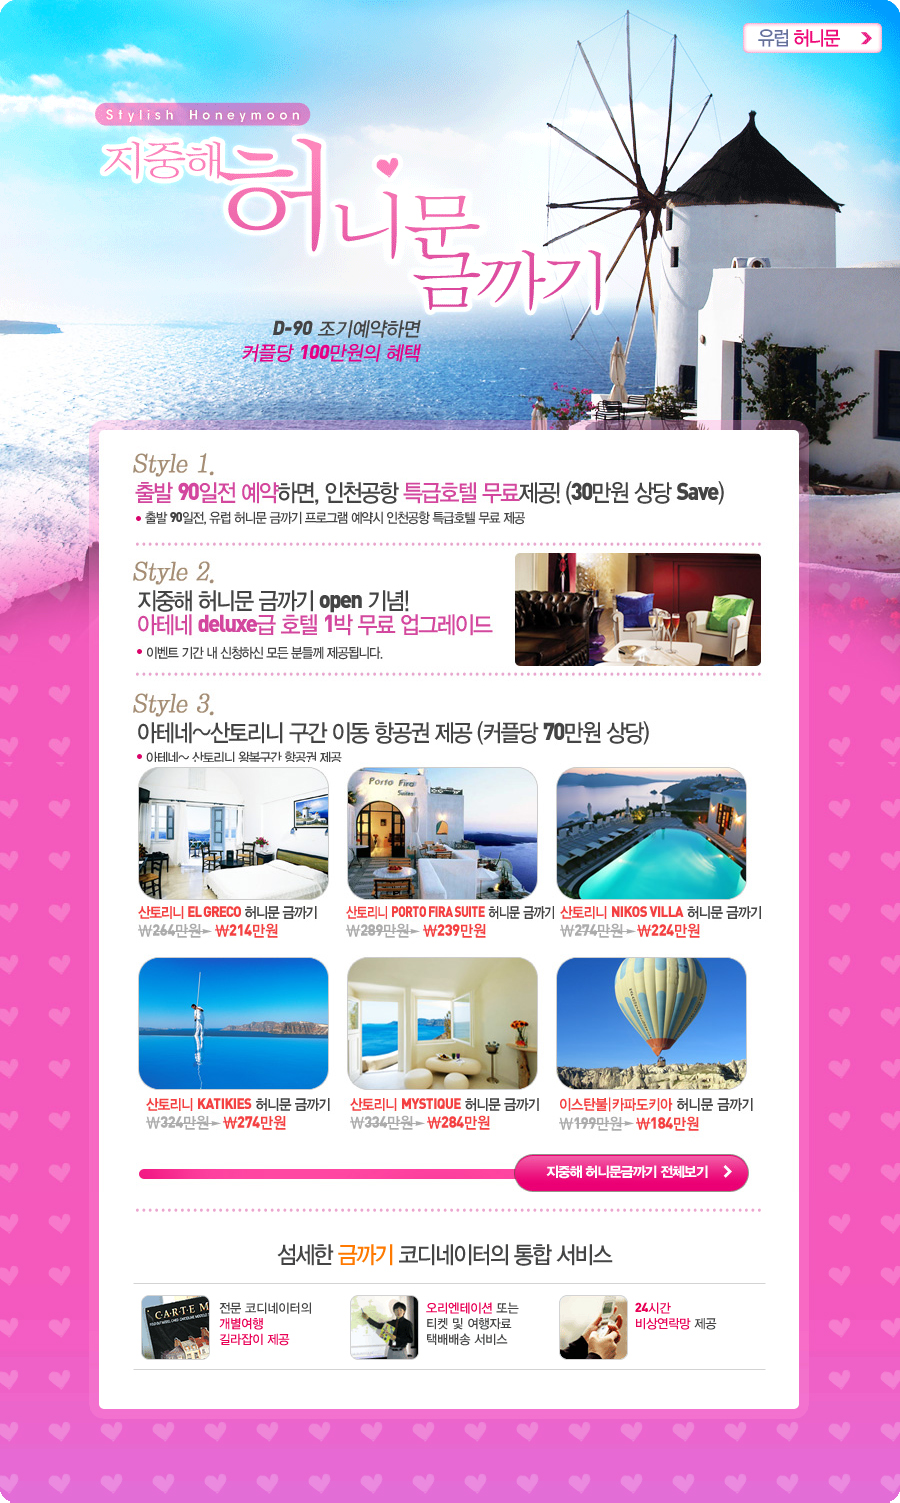 유럽 허니문
Stylish Honeymoon
지중해 허니문
금까기
D-90 조기예약하면
커플당 100만원의 혜택
Style 1.
출발 90일전 예약하면, 인천공항 특급호텔 무료제공! (30만원 상당 Save)
출발 90일전, 유럽 허니문 금까기 프로그램 예약시 인천공항 특급호텔 무료 제공
Style 2.
지중해 허니문 금까기 open 기념!
아테네 deluxe급 호텔 1박 무료 업그레이드
이벤트 기간 내 신청하신 모든 분들께 제공됩니다.
Style 3.
아테네~산토리니 구간 이동 항공권 제공 (커플당 70만원 상당)
아테네~ 산토리니 왕복구간 항공권 제공
Porto Fira
Suites
산토리니 EL GRECO 허니문 금까기
₩264만원 ₩214만원
산토리니 PORTO FIRA SUITE 허니문 금까기
₩289만원 ₩239만원
산토리니 NIKOS VILLA 허니문 금까기
₩274만원 ₩224만원
산토리니 KATIKIES 허니문 금까기
₩324만원 ₩274만원
산토리니 MYSTIQUE 허니문 금까기
₩334만원 ₩284만원
이스탄불|카파도키아 허니문 금까기
₩199만원 ₩184만원
지중해 허니문금까기 전체보기
섬세한 금까기 코디네이터의 통합 서비스
CARTE M
전문 코디네이터의
개별여행
길라잡이 제공
오리엔테이션 또는
티켓 및 여행자료
택배배송 서비스
24시간
비상연락망 제공